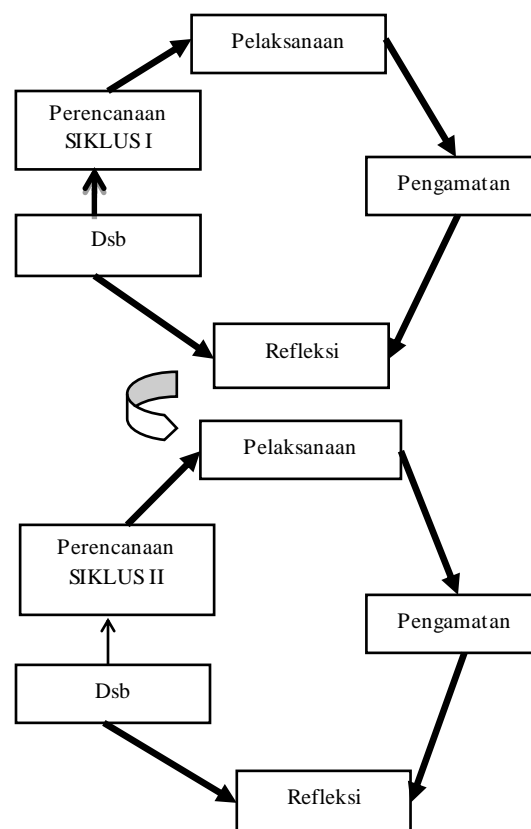 Pelaksanaan
Perencanaan
SIKLUS I
Pengamatan
Dsb
Refleksi
Pelaksanaan
Perencanaan
SIKLUS II
Pengamatan
Dsb
Refleksi